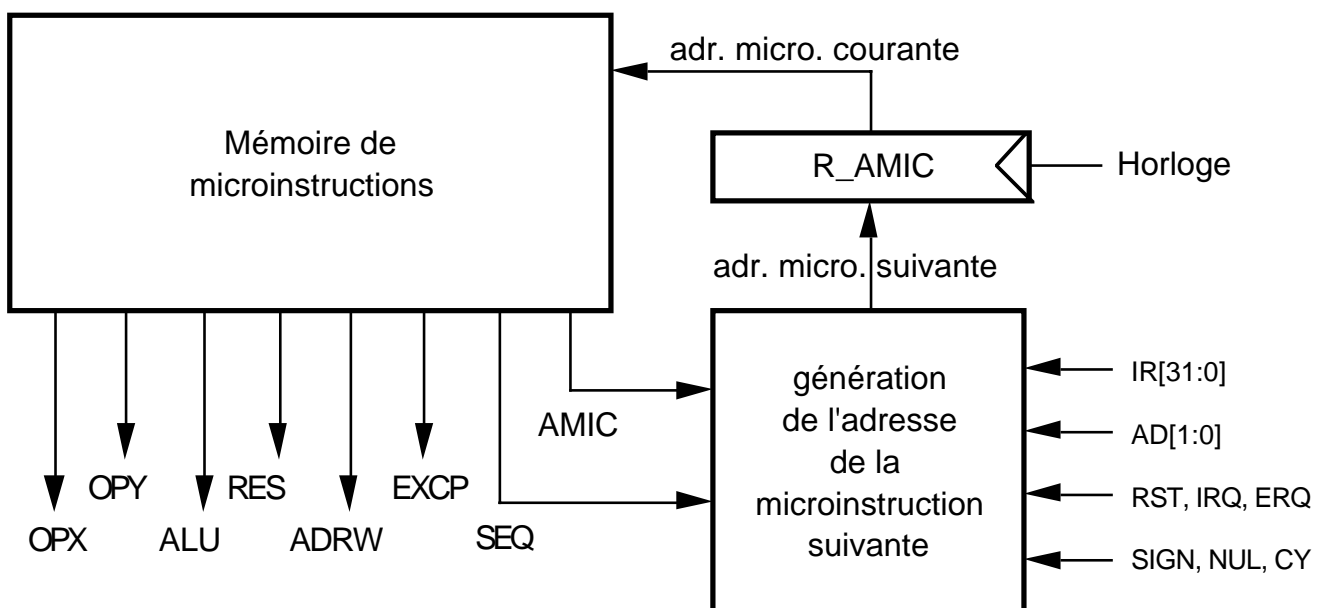 adr. micro. courante
Mémoire de
microinstructions
R_AMIC
Horloge
adr. micro. suivante
génération
de l'adresse
de la
microinstruction
suivante
IR[31:0]
AD[1:0]
RST, IRQ, ERQ
SIGN, NUL, CY
AMIC
OPY
RES
EXCP
OPX
ALU
ADRW
SEQ